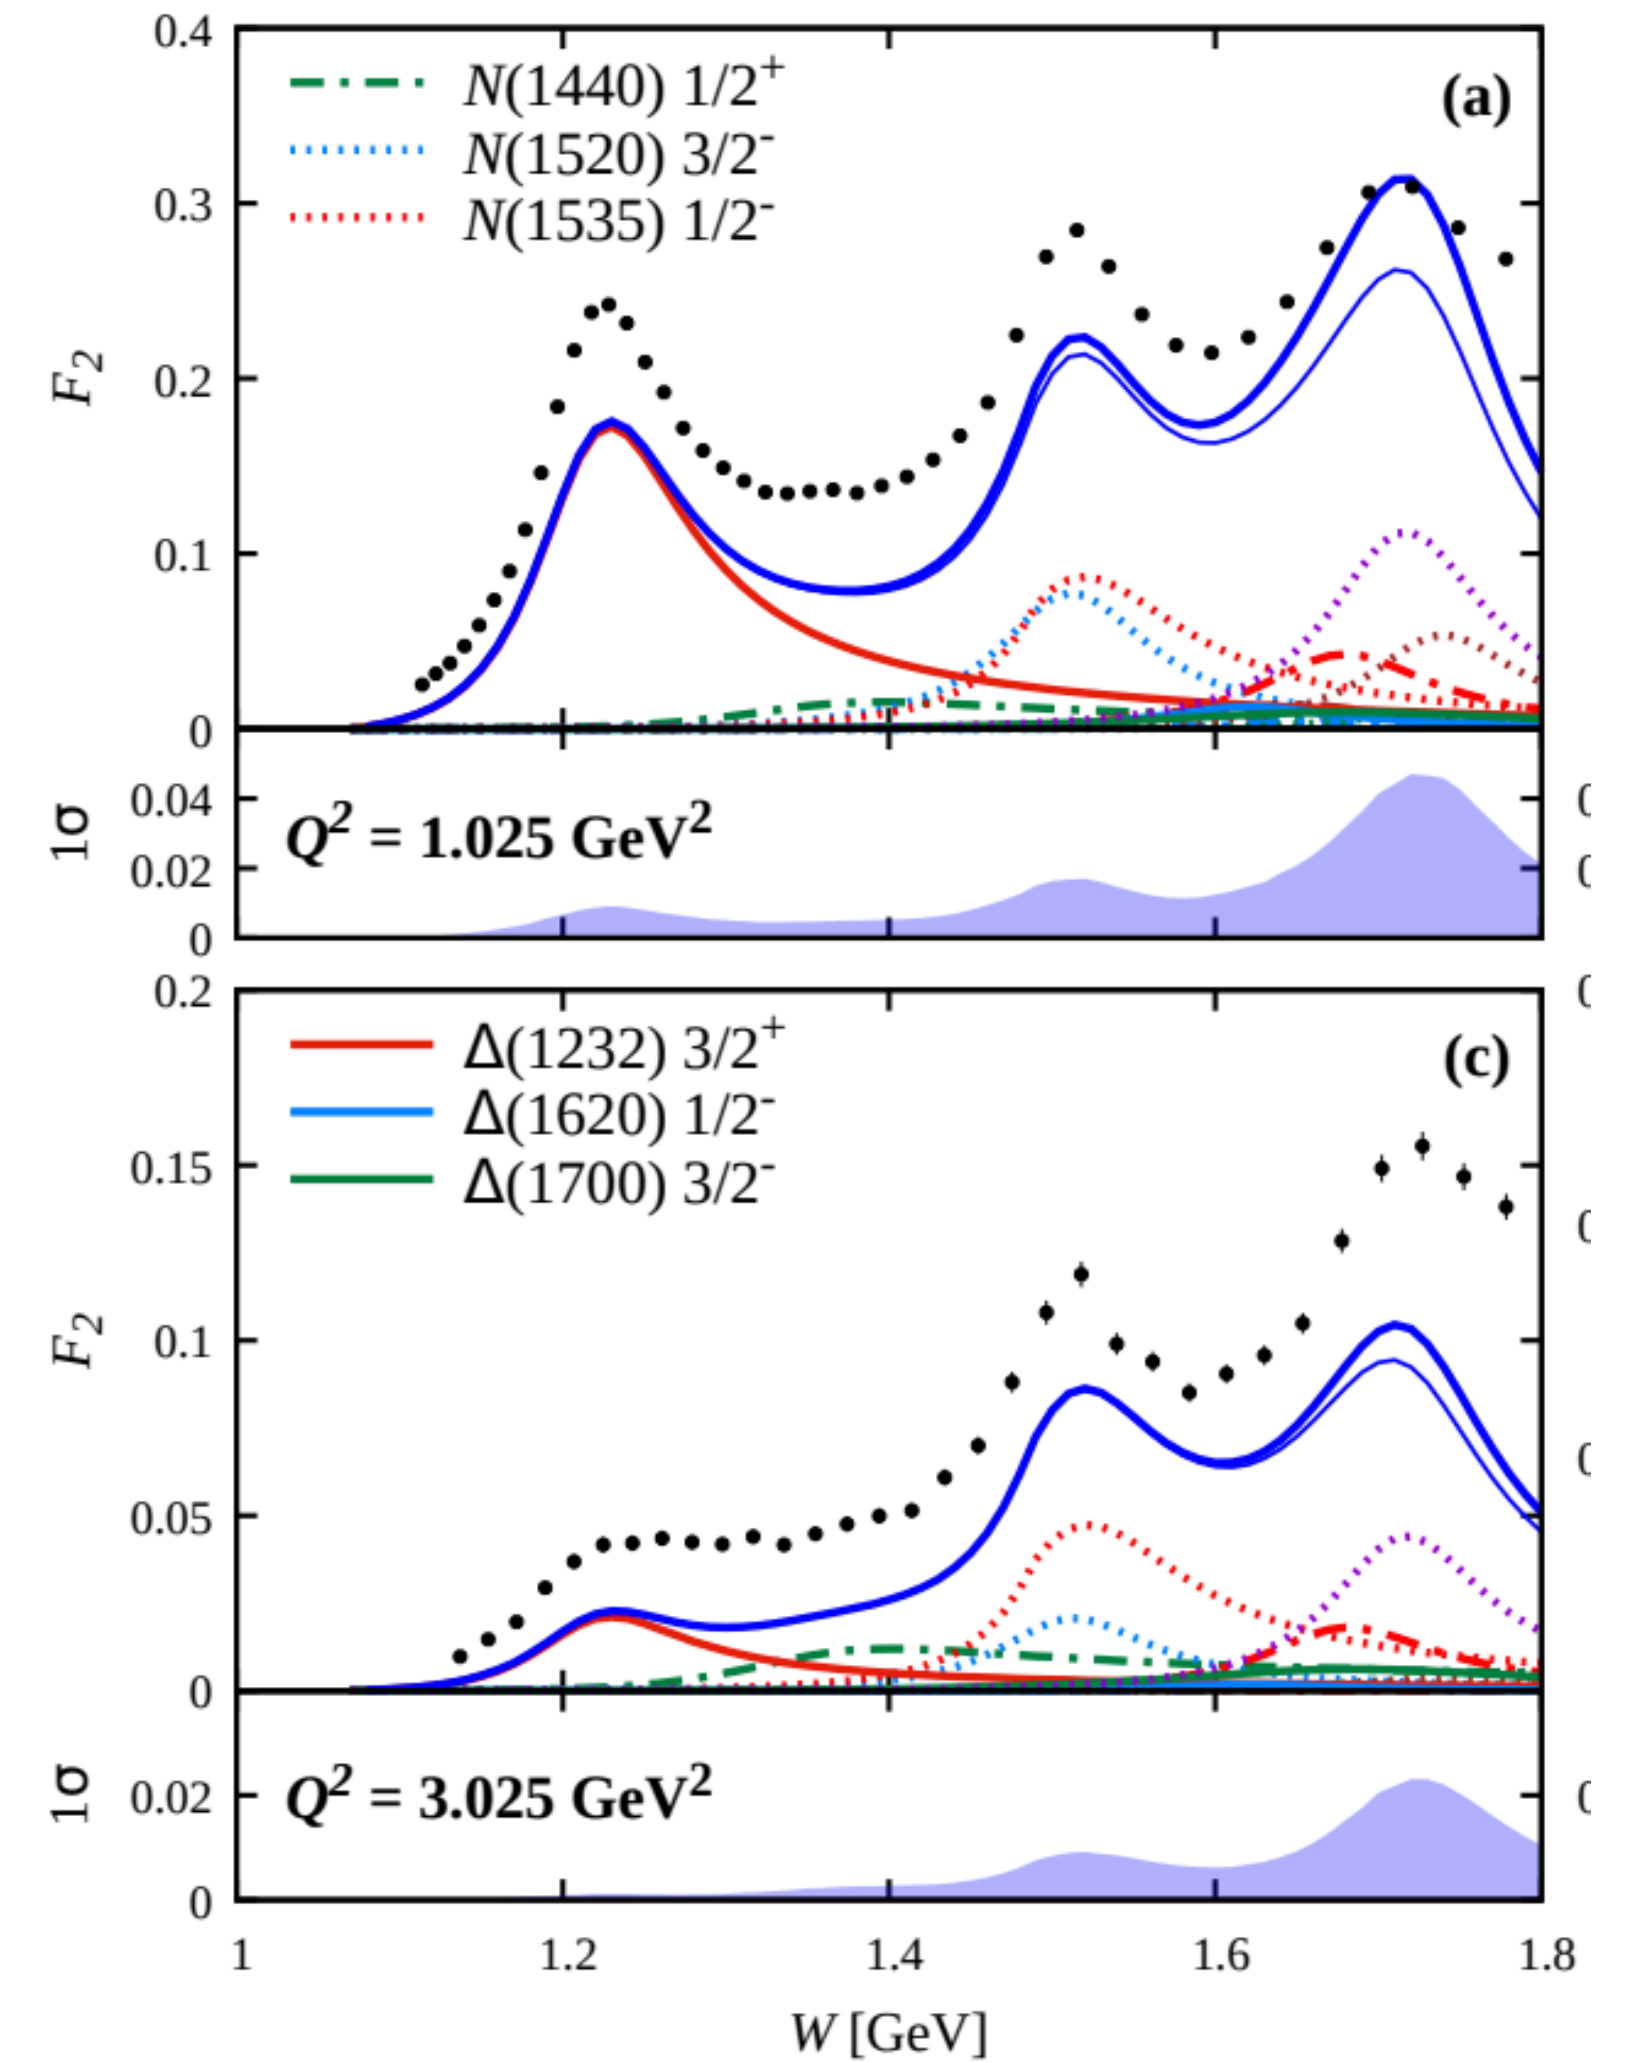 0.4
N(1440) 1/2⁺
(a)
N(1520) 3/2⁻
0.3
N(1535) 1/2⁻
F₂
0.2
0.1
0
1σ
0.04
Q² = 1.025 GeV²
0.02
0
0.2
Δ(1232) 3/2⁺
(c)
Δ(1620) 1/2⁻
0.15
Δ(1700) 3/2⁻
F₂
0.1
0.05
0
1σ
0.02
Q² = 3.025 GeV²
0
1 1.2 1.4 1.6 1.8
W [GeV]